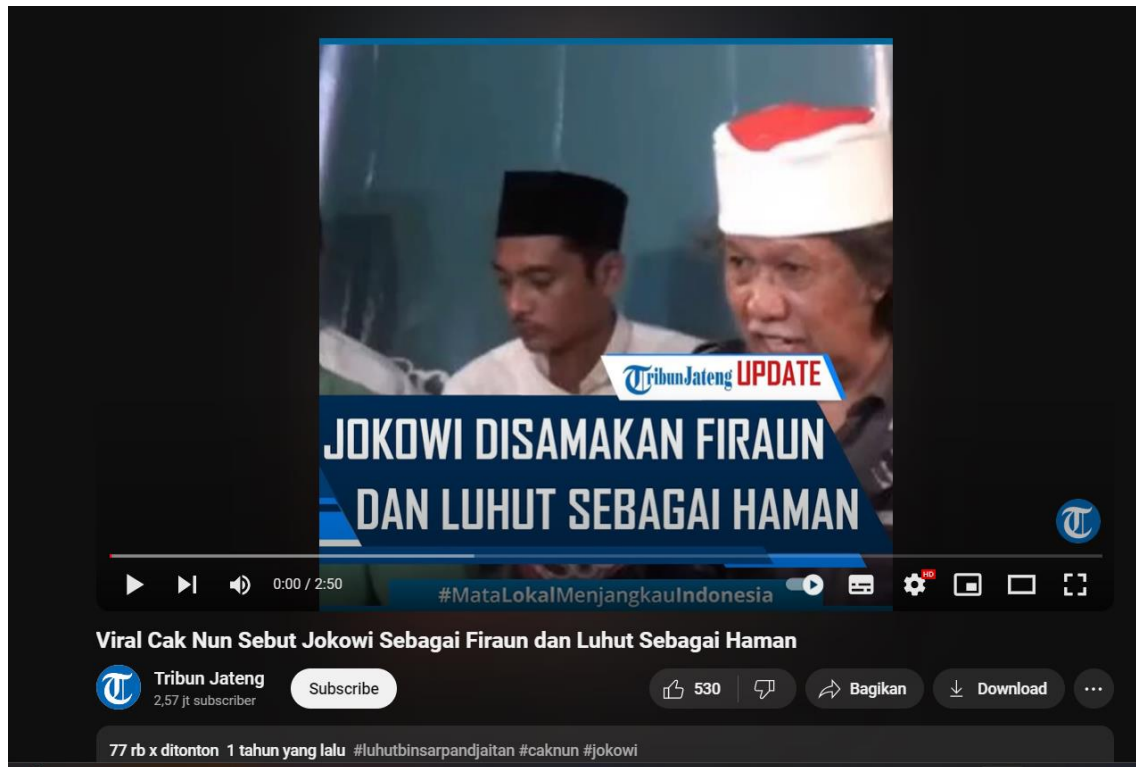 TribunJateng UPDATE
JOKOWI DISAMAKAN FIRAUN
DAN LUHUT SEBAGAI HAMAN
0:00 / 2:50
HD
#MataLokalMenjangkauIndonesia
Viral Cak Nun Sebut Jokowi Sebagai Firaun dan Luhut Sebagai Haman
Tribun Jateng
2,57 jt subscriber
Subscribe
530
Bagikan
Download
77 rb x ditonton 1 tahun yang lalu #luhutbinsarpandjaitan #caknun #jokowi